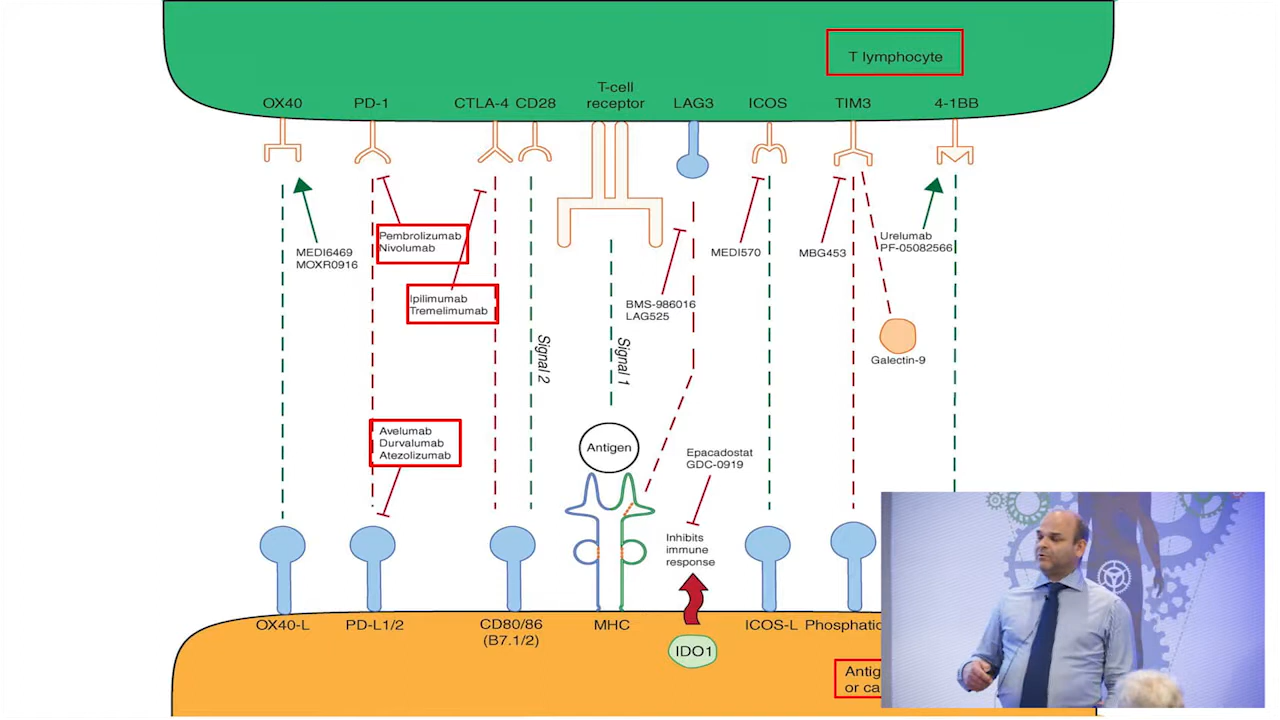 T lymphocyte
OX40
PD-1
CTLA-4
CD28
T-cell
receptor
LAG3
ICOS
TIM3
4-1BB
MEDI6469
MOXR0916
Pembrolizumab
Nivolumab
Ipilimumab
Tremelimumab
BMS-986016
LAG525
MEDI570
MBG453
Urelumab
PF-05082566
Galectin-9
Signal 2
Signal 1
Avelumab
Durvalumab
Atezolizumab
Antigen
Epacadostat
GDC-0919
Inhibits
immune
response
OX40-L
PD-L1/2
CD80/86
(B7.1/2)
MHC
IDO1
ICOS-L
or